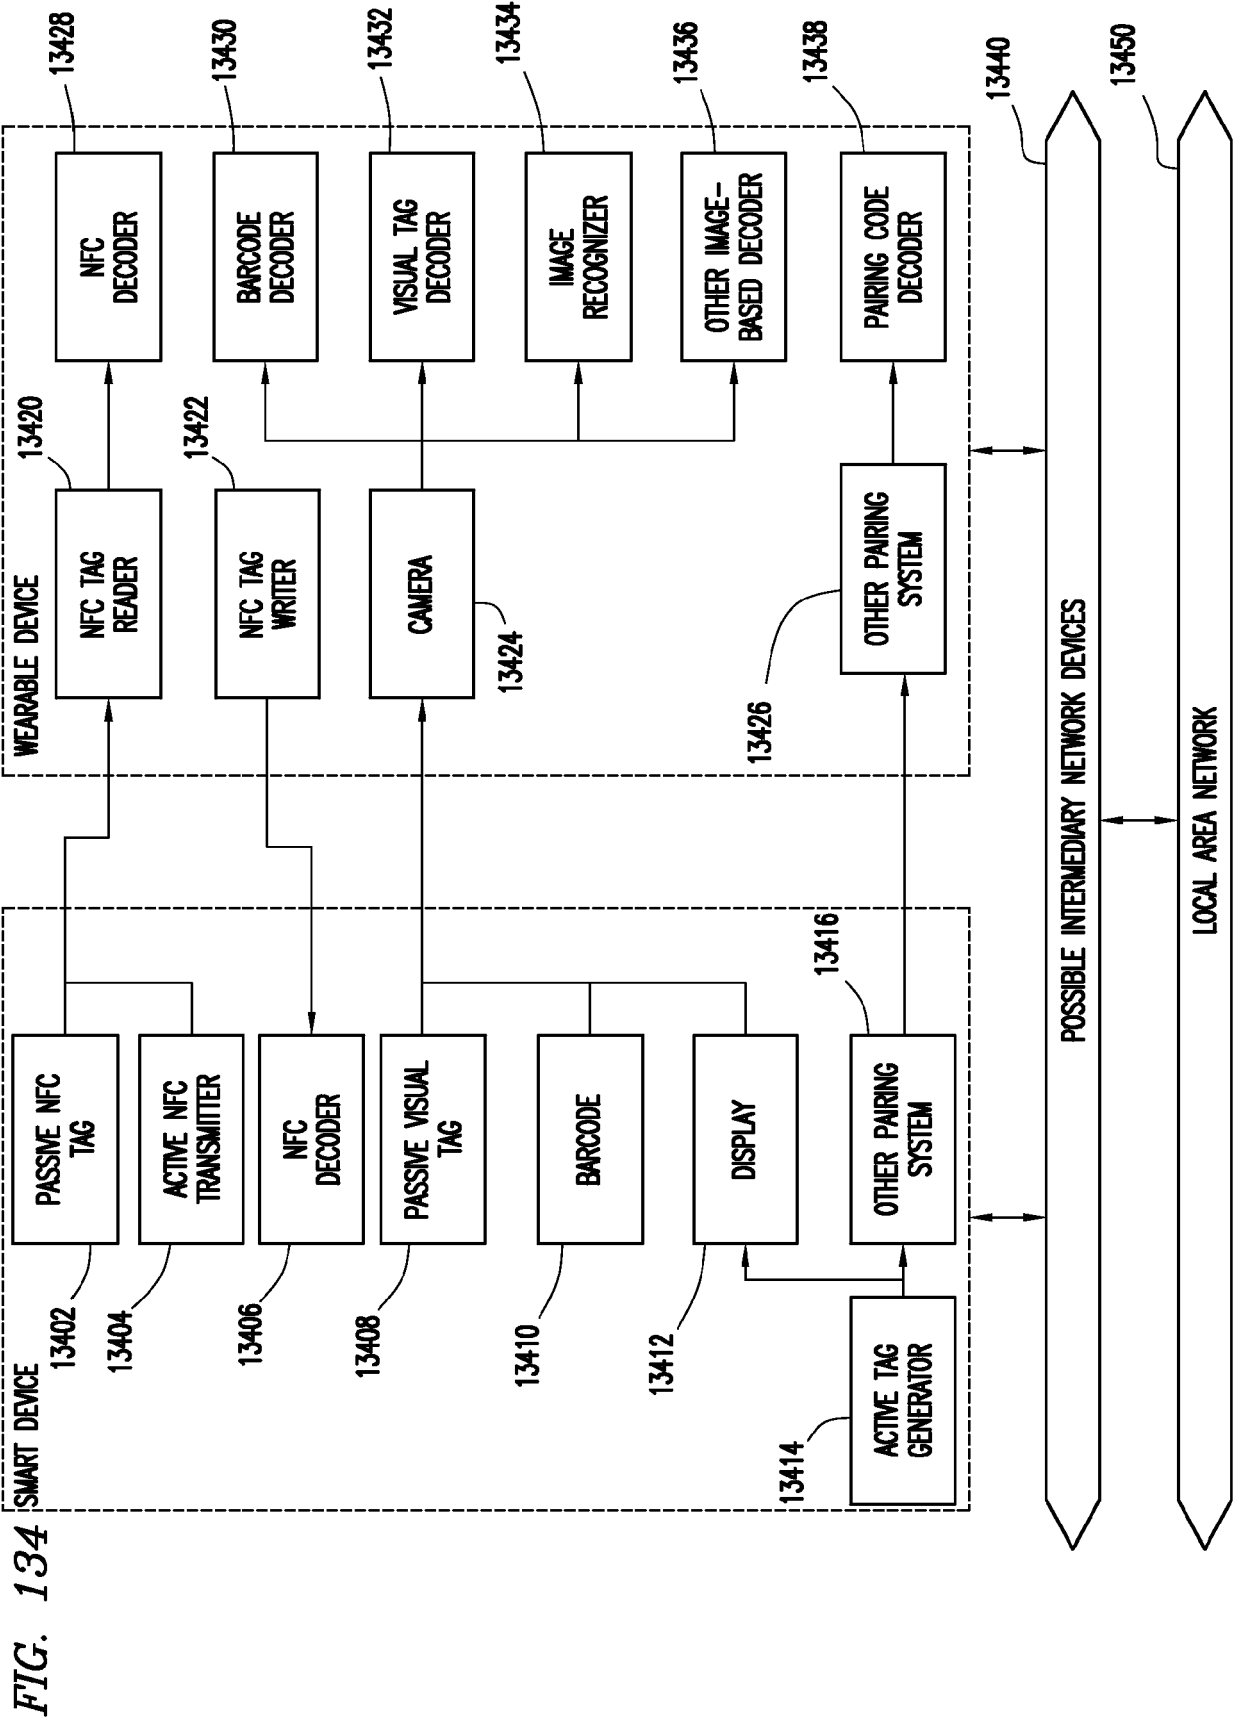 FIG. 134
SMART DEVICE
13402
PASSIVE NFC
TAG
13404
ACTIVE NFC
TRANSMITTER
13406
NFC
DECODER
13408
PASSIVE VISUAL
TAG
13410
BARCODE
13412
DISPLAY
13414
ACTIVE TAG
GENERATOR
13416
OTHER PAIRING
SYSTEM
WEARABLE DEVICE
13420
NFC TAG
READER
13422
NFC TAG
WRITER
13424
CAMERA
13426
OTHER PAIRING
SYSTEM
13428
NFC
DECODER
13430
BARCODE
DECODER
13432
VISUAL TAG
DECODER
13434
IMAGE
RECOGNIZER
13436
OTHER IMAGE-
BASED DECODER
13438
PAIRING CODE
DECODER
13440
POSSIBLE INTERMEDIARY NETWORK DEVICES
13450
LOCAL AREA NETWORK